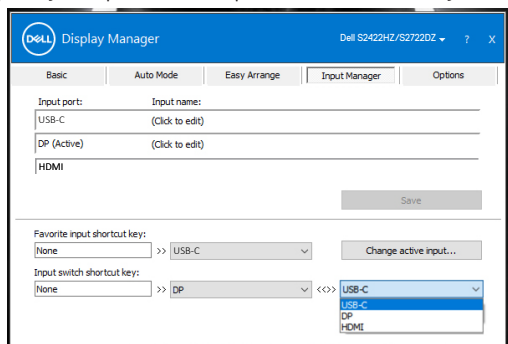 DELL Display Manager Dell S2422HZ/S2722DZ ? X
Basic Auto Mode Easy Arrange Input Manager Options
Input port: Input name:
USB-C (Click to edit)
DP (Active) (Click to edit)
HDMI
Save
Favorite input shortcut key:
None >> USB-C Change active input...
Input switch shortcut key:
None >> DP <<>> USB-C
USB-C
DP
HDMI